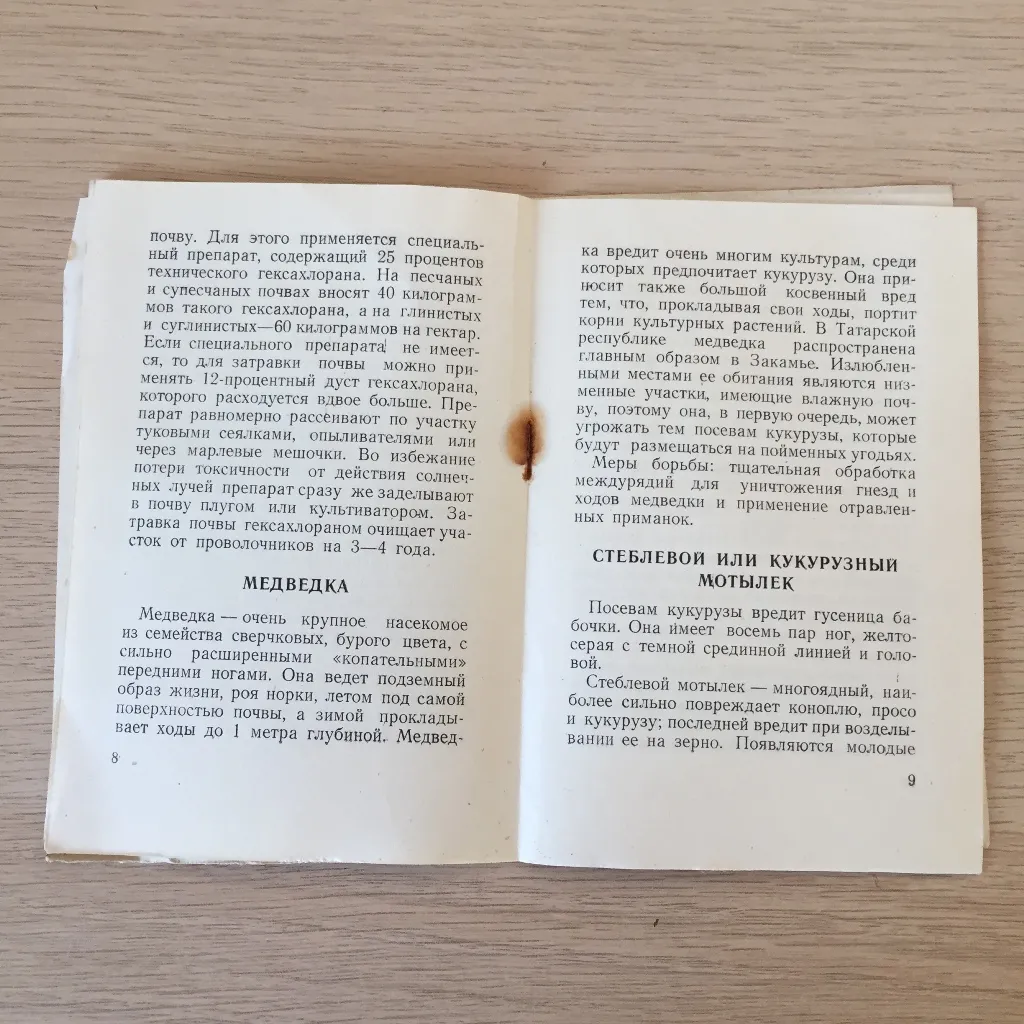 почву. Для этого применяется специаль-
ный препарат, содержащий 25 процентов
технического гексахлорана. На песчаных
и супесчаных почвах вносят 40 килограм-
мов такого гексахлорана, а на глинистых
и суглинистых—60 килограммов на гектар.
Если специального препарата не имеет-
ся, то для затравки почвы можно при-
менять 12-процентный дуст гексахлорана,
которого расходуется вдвое больше. Пре-
парат равномерно рассеивают по участку
туковыми сеялками, опыливателями или
через марлевые мешочки. Во избежание
потери токсичности от действия солнеч-
ных лучей препарат сразу же заделывают
в почву плугом или культиватором. За-
травка почвы гексахлораном очищает уча-
сток от проволочников на 3—4 года.
МЕДВЕДКА
Медведка — очень крупное насекомое
из семейства сверчковых, бурого цвета, с
сильно расширенными «копательными»
передними ногами. Она ведет подземный
образ жизни, роя норки, летом под самой
поверхностью почвы, а зимой проклады-
вает ходы до 1 метра глубиной. Медвед-
8
ка вредит очень многим культурам, среди
которых предпочитает кукурузу. Она при-
носит также большой косвенный вред
тем, что, прокладывая свои ходы, портит
корни культурных растений. В Татарской
республике медведка распространена
главным образом в Закамье. Излюблен-
ными местами ее обитания являются низ-
менные участки, имеющие влажную поч-
ву, поэтому она, в первую очередь, может
угрожать тем посевам кукурузы, которые
будут размещаться на пойменных угодьях.
Меры борьбы: тщательная обработка
междурядий для уничтожения гнезд и
ходов медведки и применение отравлен-
ных приманок.
СТЕБЛЕВОЙ ИЛИ КУКУРУЗНЫЙ
МОТЫЛЕК
Посевам кукурузы вредит гусеница ба-
бочки. Она имеет восемь пар ног, желто-
серая с темной срединной линией и голо-
вой.
Стеблевой мотылек — многоядный, наи-
более сильно повреждает коноплю, просо
и кукурузу; последней вредит при возделы-
вании ее на зерно. Появляются молодые
9